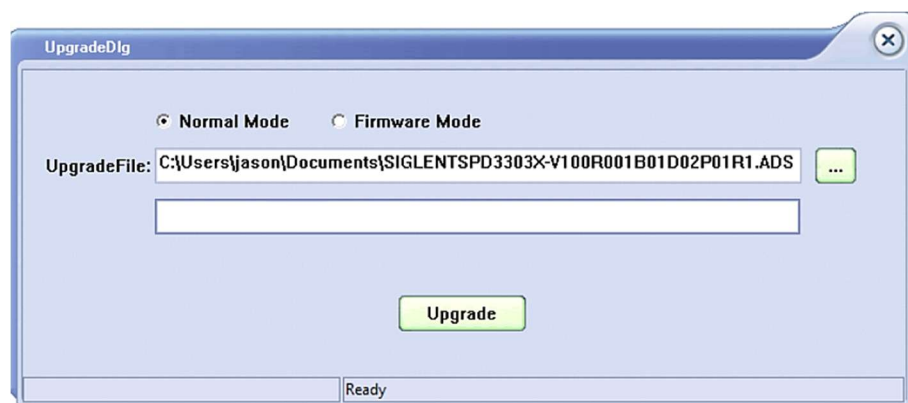 UpgradeDlg
Normal Mode Firmware Mode
UpgradeFile: C:\Users\jason\Documents\SIGLENTSPD3303X-V100R001B01D02P01R1.ADS ...
Upgrade
Ready